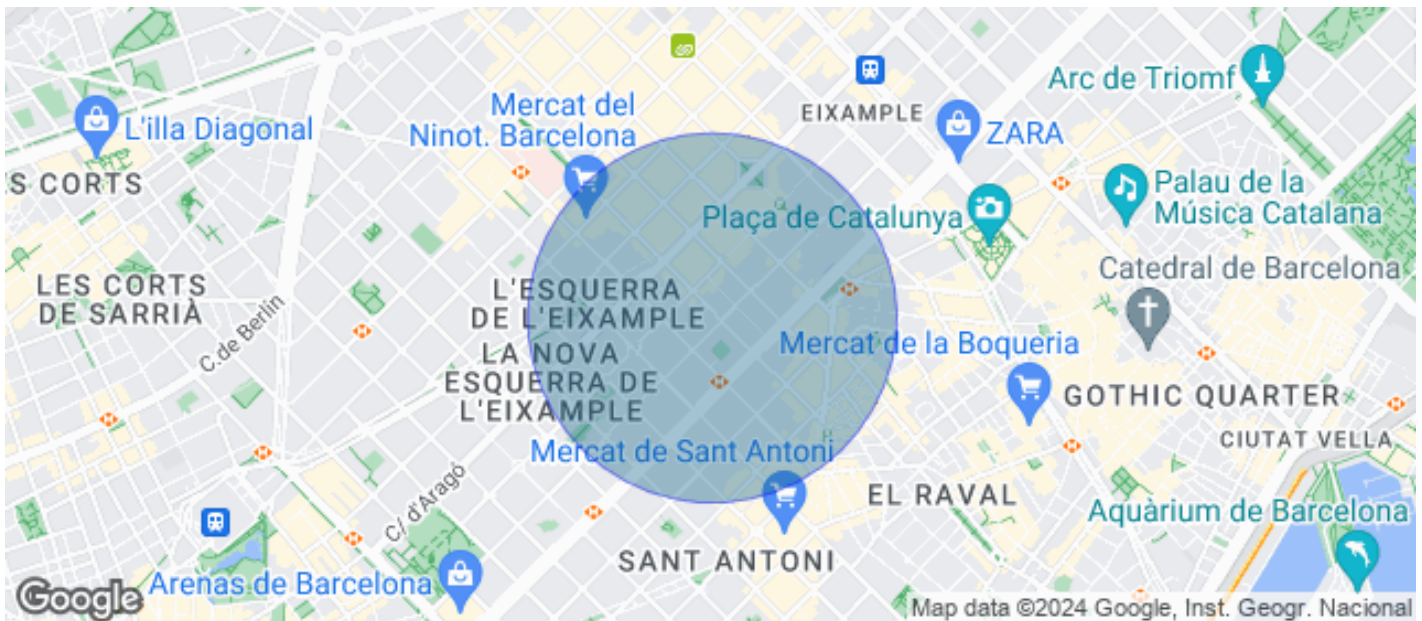 Arc de Triomf
Mercat del
Ninot. Barcelona
EIXAMPLE
ZARA
L'illa Diagonal
S CORTS
Palau de la
Música Catalana
Plaça de Catalunya
Catedral de Barcelona
LES CORTS
DE SARRIÀ
L'ESQUERRA
DE L'EIXAMPLE
C.de Berlín
LA NOVA
ESQUERRA DE
L'EIXAMPLE
Mercat de la Boqueria
GOTHIC QUARTER
CIUTAT VELLA
Mercat de Sant Antoni
C/ d'Aragó
EL RAVAL
Aquàrium de Barcelona
SANT ANTONI
Arenas de Barcelona
Google
Map data ©2024 Google, Inst. Geogr. Nacional